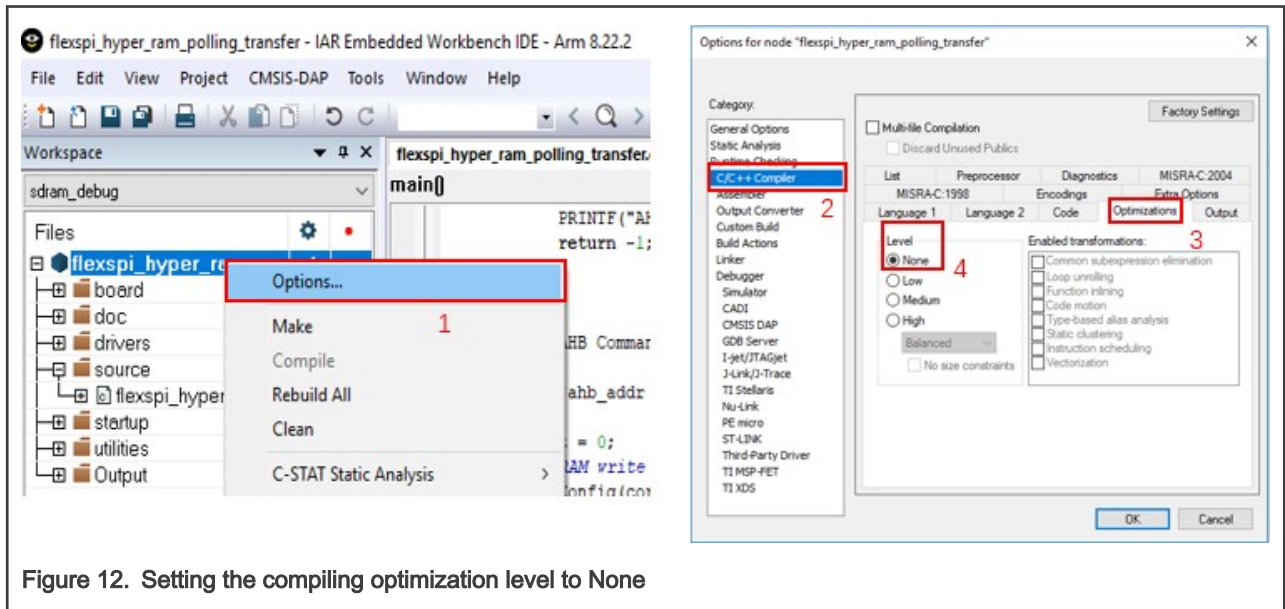 flexspi_hyper_ram_polling_transfer - IAR Embedded Workbench IDE - Arm 8.22.2
File Edit View Project CMSIS-DAP Tools Window Help
Workspace
sdram_debug
Files
flexspi_hyper_ra
board
doc
drivers
source
flexspi_hyper
startup
utilities
Output
flexspi_hyper_ram_polling_transfer.
main()
PRINTF("AH
return -1;
HB Comman
ahb_addr
= 0;
AM write
Config(con
Options...
1
Make
Compile
Rebuild All
Clean
C-STAT Static Analysis
Options for node "flexspi_hyper_ram_polling_transfer"
Category:
General Options
Static Analysis
Runtime Checking
C/C++ Compiler
2
Assembler
Output Converter
Custom Build
Build Actions
Linker
Debugger
Simulator
CADI
CMSIS DAP
GDB Server
I-jet/JTAGjet
J-Link/J-Trace
TI Stellaris
Nu-Link
PE micro
ST-LINK
Third-Party Driver
TI MSP-FET
TI XDS
Factory Settings
Multi-file Compilation
Discard Unused Publics
List Preprocessor Diagnostics MISRA-C:2004
MISRA-C:1998 Encodings Extra Options
Language 1 Language 2 Code Optimizations Output
3
Level
None
4
Low
Medium
High
Balanced
No size constraints
Enabled transformations:
Common subexpression elimination
Loop unrolling
Function inlining
Code motion
Type-based alias analysis
Static clustering
Instruction scheduling
Vectorization
OK Cancel
Figure 12. Setting the compiling optimization level to None